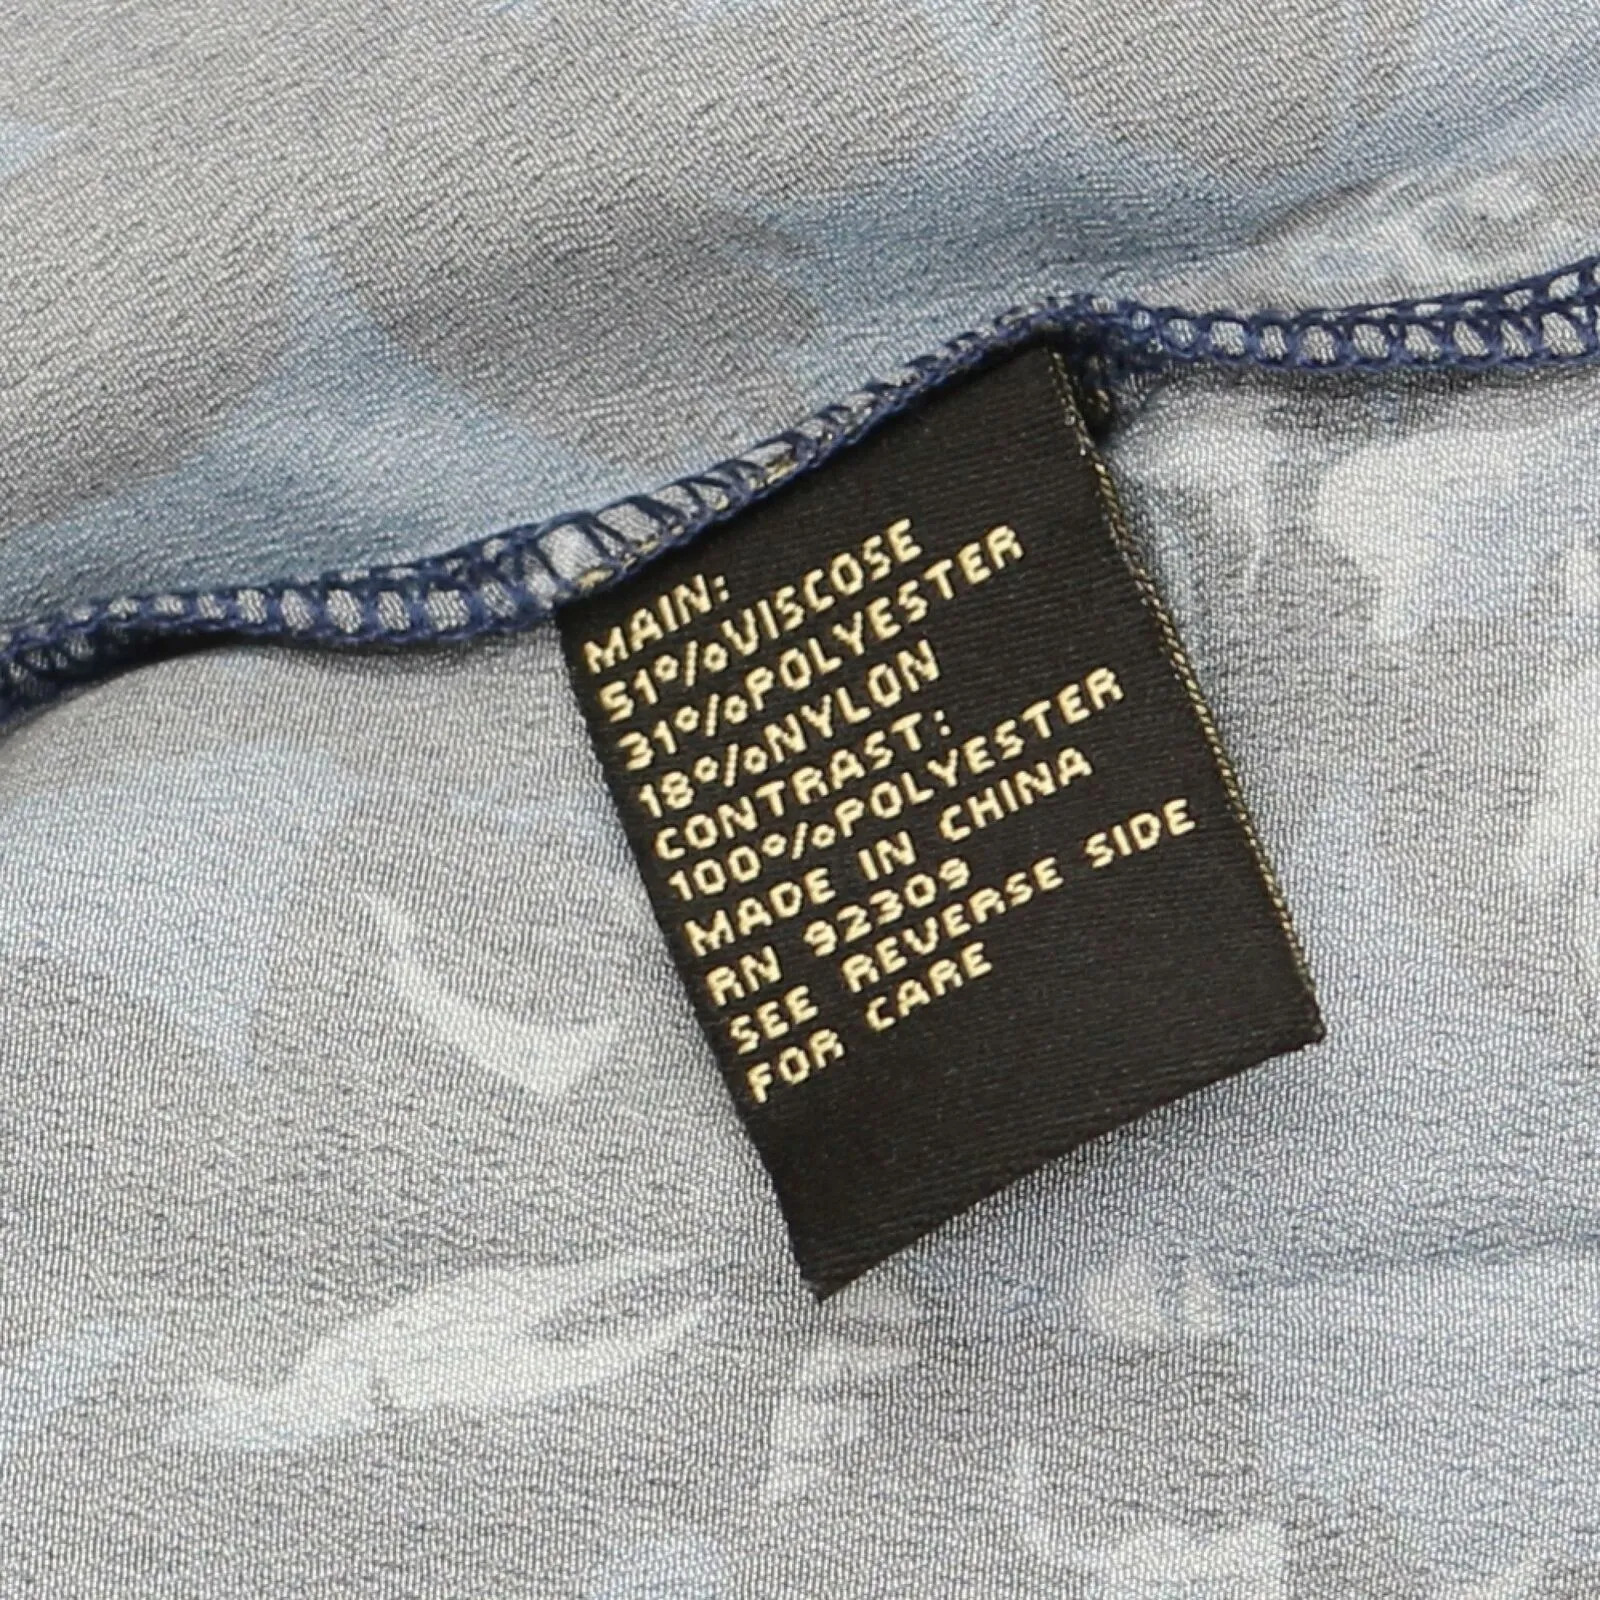 MAIN:
51%VISCOSE
31%POLYESTER
18%NYLON
CONTRAST:
100%POLYESTER
MADE IN CHINA
RN 92309
SEE REVERSE SIDE
FOR CARE